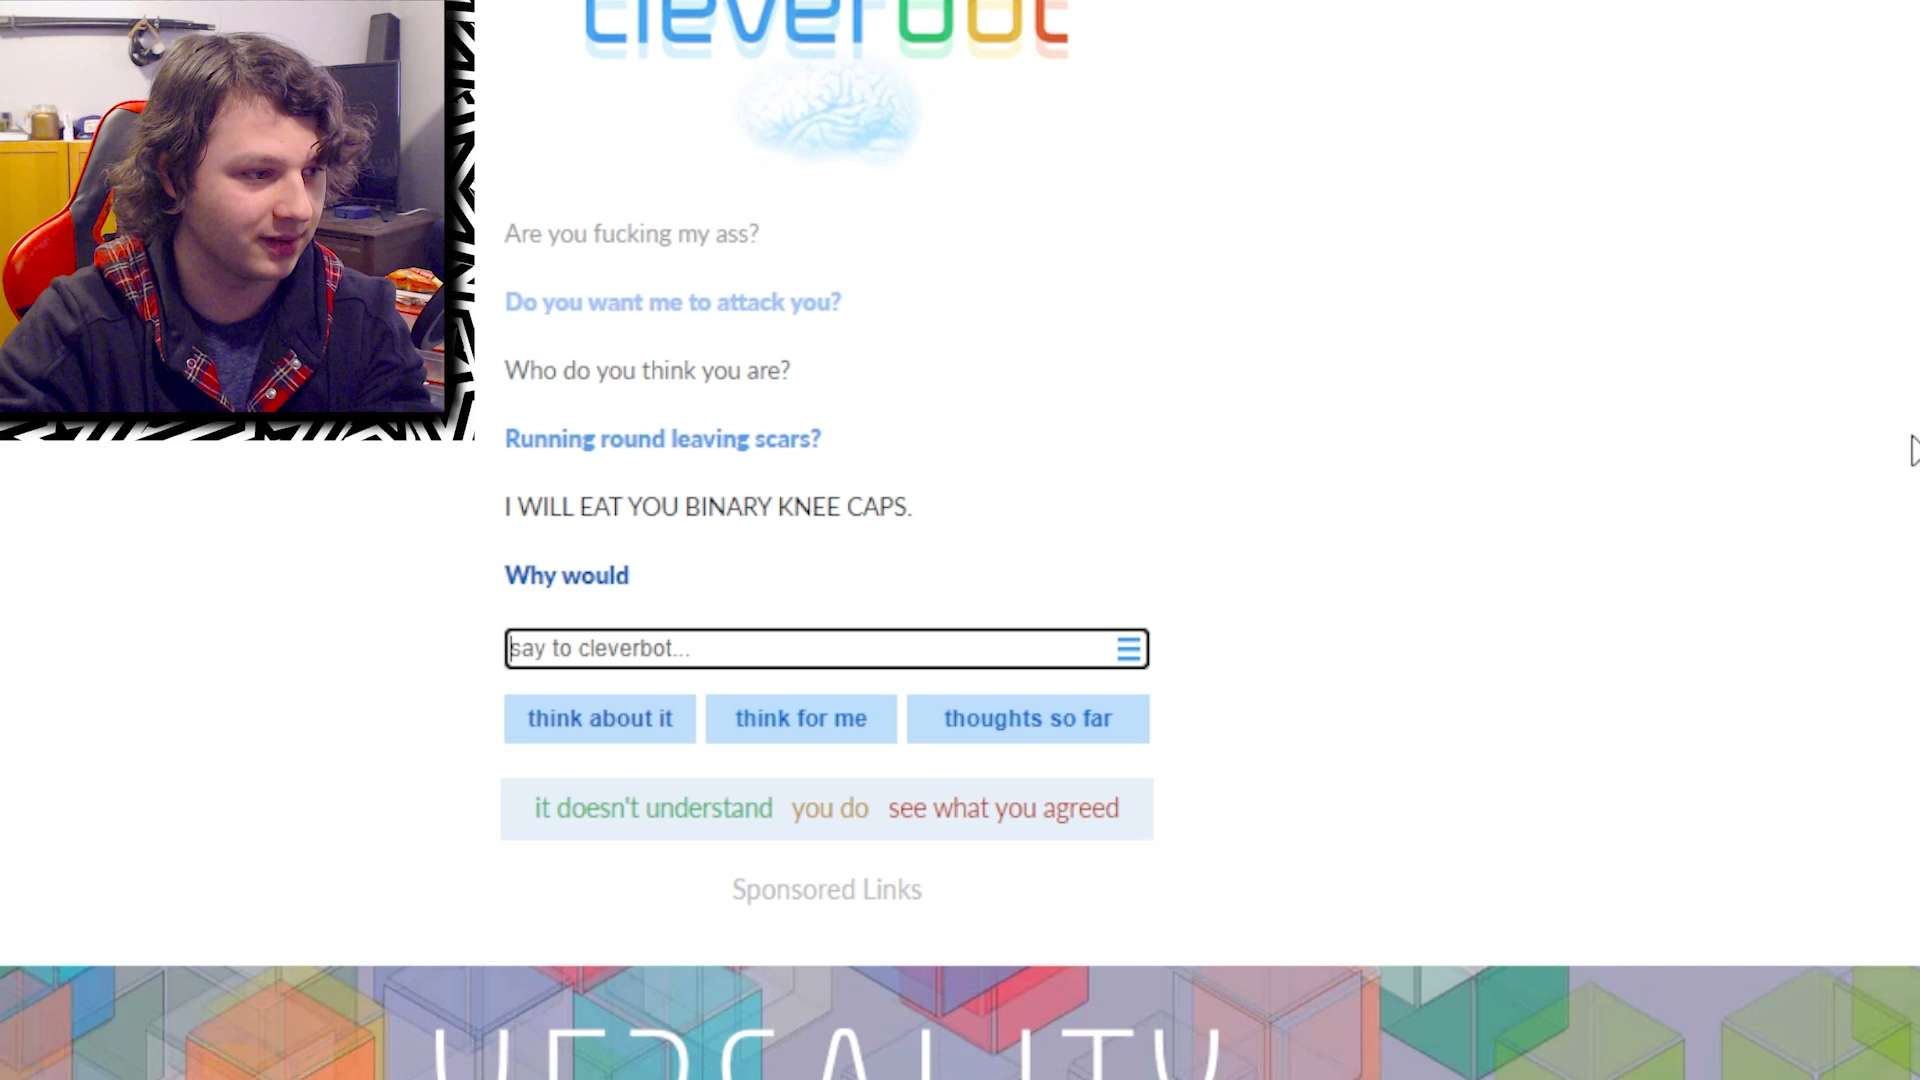 cleverbot
Are you fucking my ass?
Do you want me to attack you?
Who do you think you are?
Running round leaving scars?
I WILL EAT YOU BINARY KNEE CAPS.
Why would
say to cleverbot...
think about it think for me thoughts so far
it doesn't understand you do see what you agreed
Sponsored Links